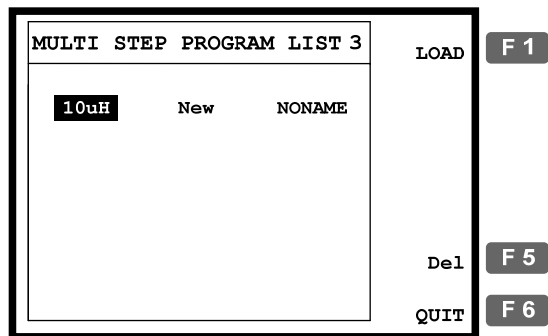 MULTI STEP PROGRAM LIST 3
LOAD F 1
10uH New NONAME
Del F 5
QUIT F 6